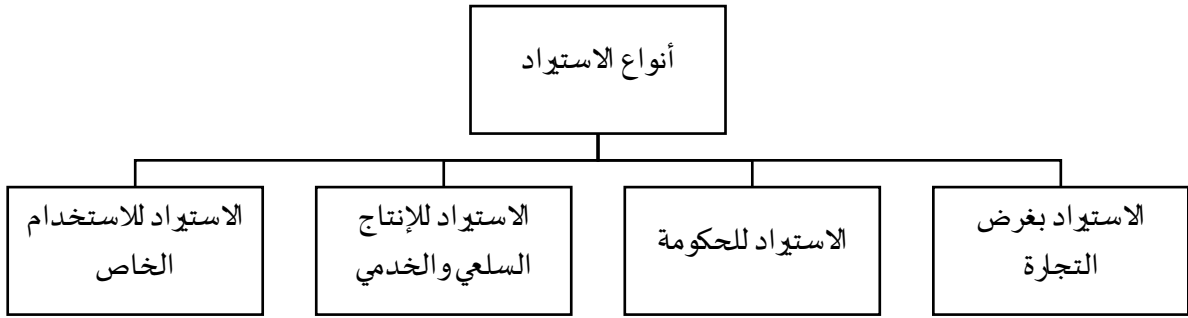 أنواع الاستيراد
الاستيراد بغرض
التجارة
الاستيراد للحكومة
الاستيراد للإنتاج
السلعي والخدمي
الاستيراد للاستخدام
الخاص